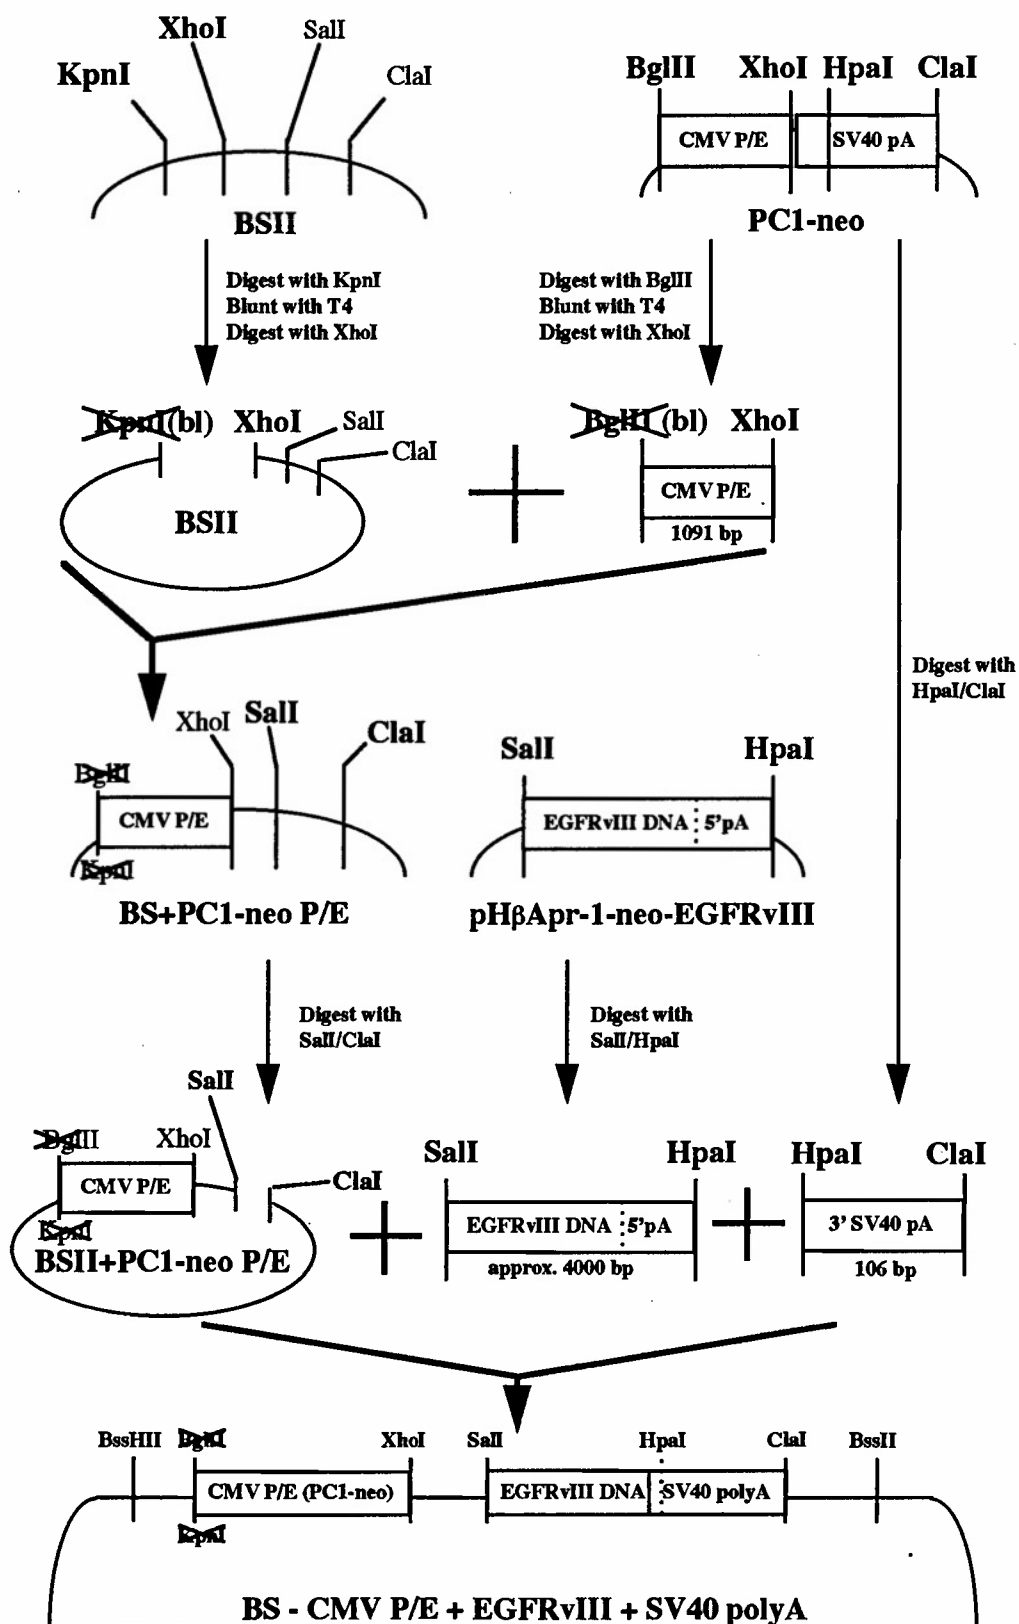 KpnI XhoI SalI ClaI
BSII
BglII XhoI HpaI ClaI
CMV P/E SV40 pA
PC1-neo
Digest with KpnI
Blunt with T4
Digest with XhoI
Digest with BglII
Blunt with T4
Digest with XhoI
KpnI(bl) XhoI SalI
ClaI
BSII
BglII (bl) XhoI
CMV P/E
1091 bp
Digest with
HpaI/ClaI
XhoI SalI ClaI
BglII
CMV P/E
KpnI
BS+PC1-neo P/E
SalI HpaI
EGFRvIII DNA 5'pA
pHβApr-1-neo-EGFRvIII
Digest with
SalI/ClaI
Digest with
SalI/HpaI
SalI
BglII XhoI
ClaI
CMV P/E
KpnI
BSII+PC1-neo P/E
SalI HpaI
EGFRvIII DNA 5'pA
approx. 4000 bp
HpaI ClaI
3' SV40 pA
106 bp
BssHII BglII XhoI SalI HpaI ClaI BssII
CMV P/E (PC1-neo) EGFRvIII DNA SV40 polyA
KpnI
BS - CMV P/E + EGFRvIII + SV40 polyA